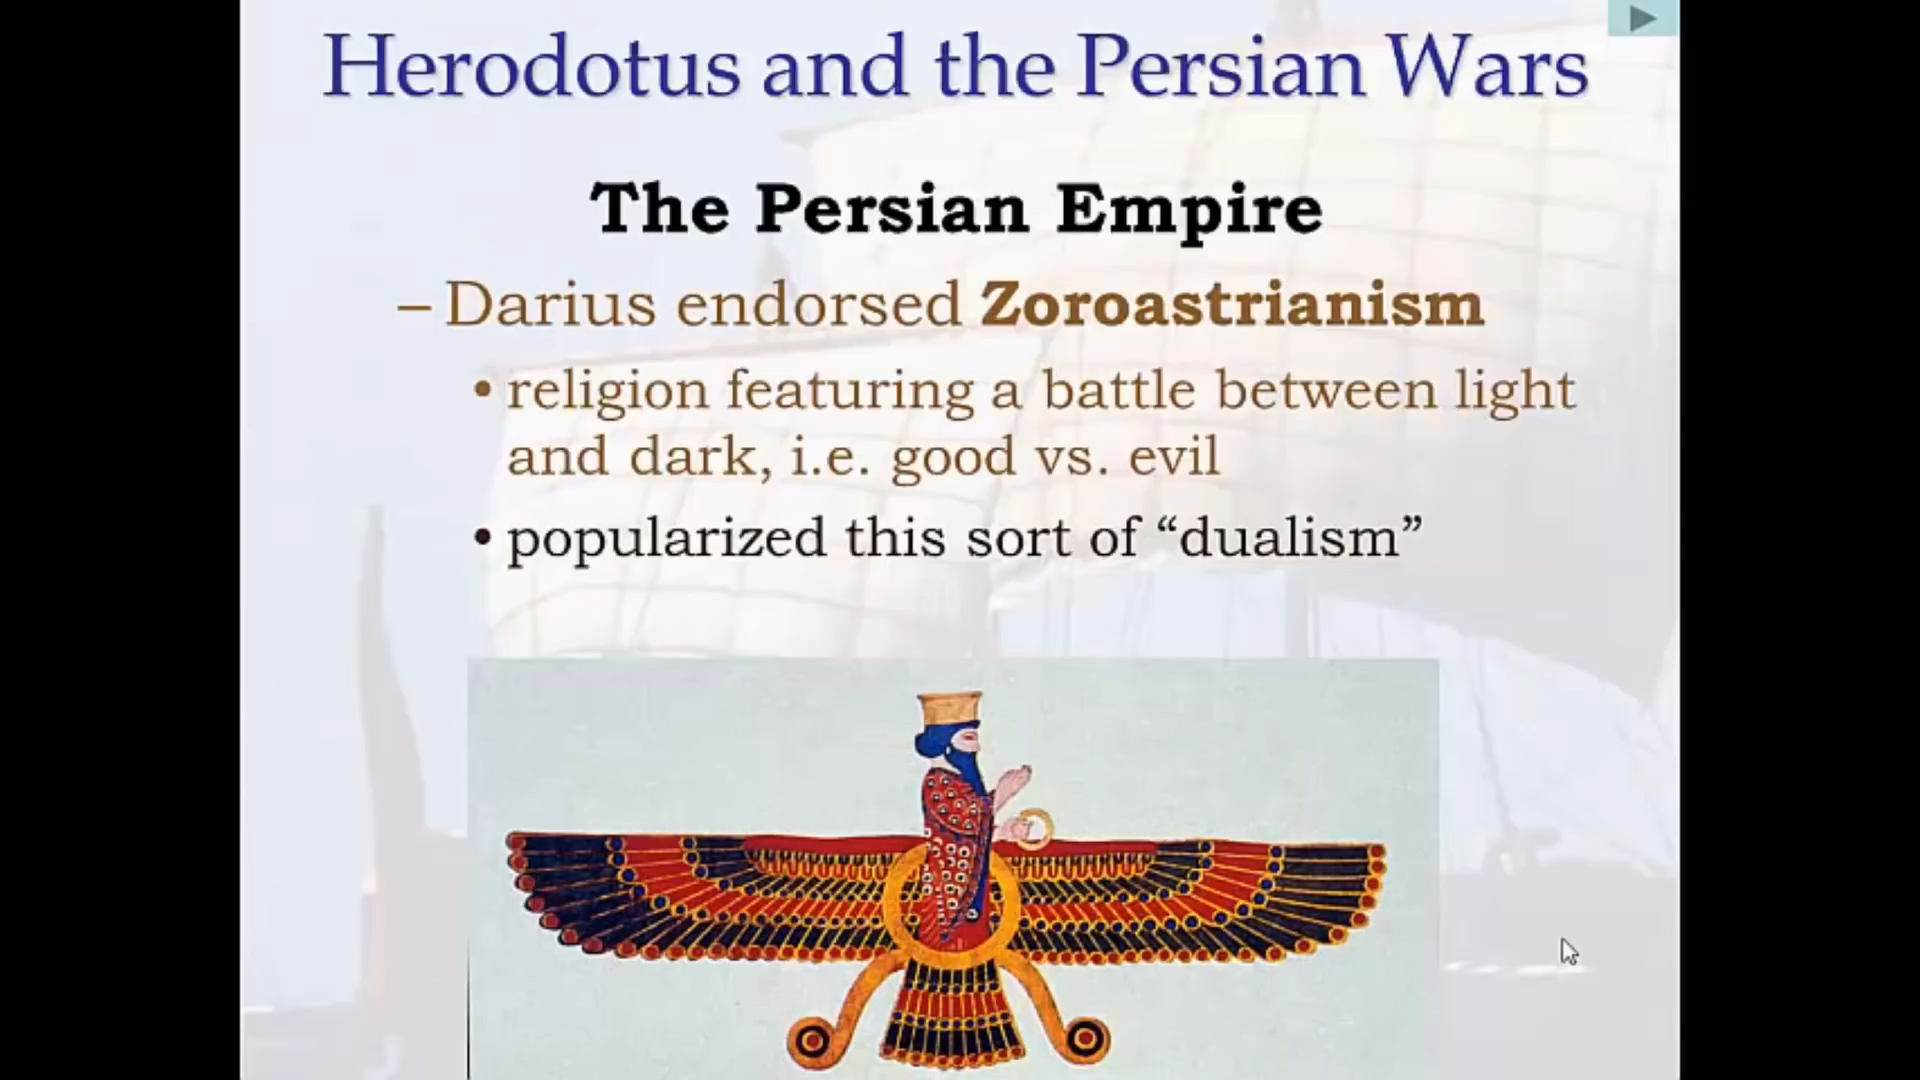 Herodotus and the Persian Wars
The Persian Empire
– Darius endorsed Zoroastrianism
• religion featuring a battle between light
and dark, i.e. good vs. evil
• popularized this sort of “dualism”